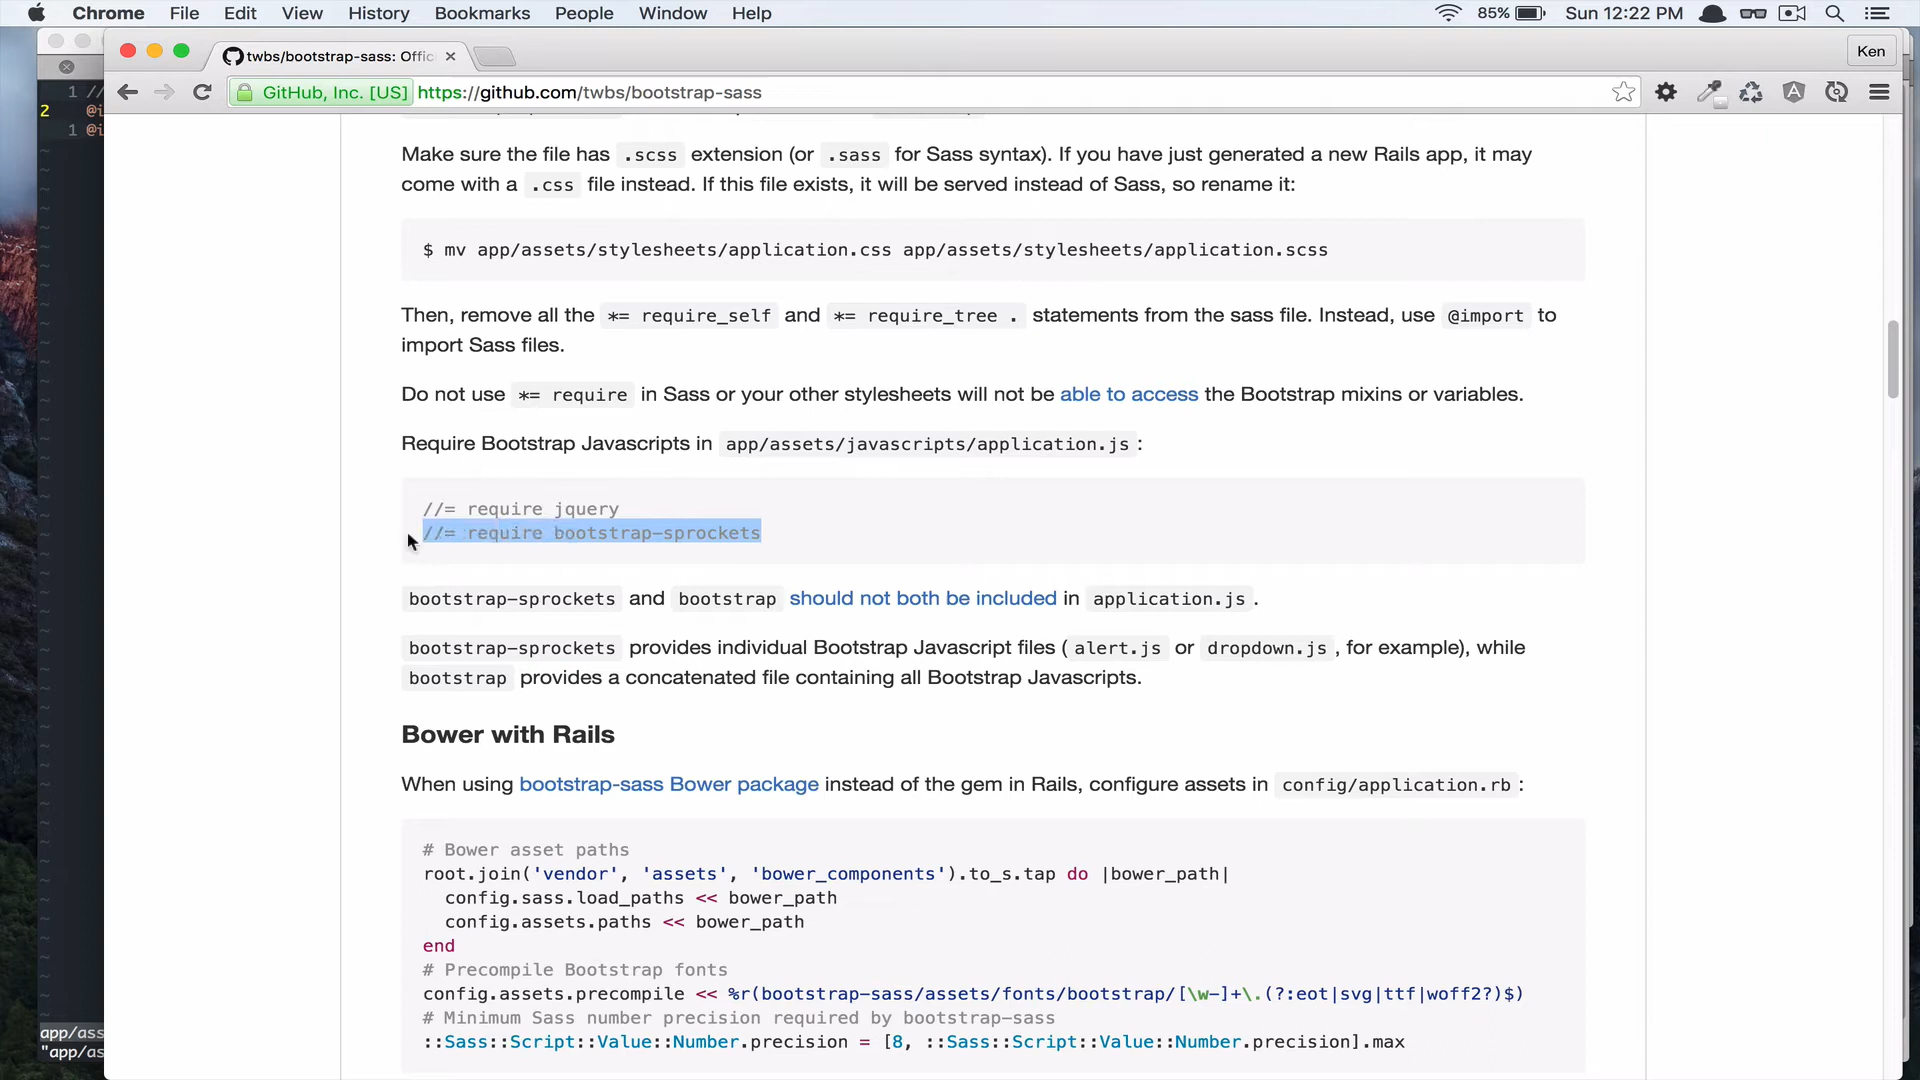 Chrome File Edit View History Bookmarks People Window Help 85% Sun 12:22 PM
twbs/bootstrap-sass: Offic
Ken
GitHub, Inc. [US] https://github.com/twbs/bootstrap-sass
1 //
2 @i
1 @i
Make sure the file has .scss extension (or .sass for Sass syntax). If you have just generated a new Rails app, it may
come with a .css file instead. If this file exists, it will be served instead of Sass, so rename it:
$ mv app/assets/stylesheets/application.css app/assets/stylesheets/application.scss
Then, remove all the *= require_self and *= require_tree . statements from the sass file. Instead, use @import to
import Sass files.
Do not use *= require in Sass or your other stylesheets will not be able to access the Bootstrap mixins or variables.
Require Bootstrap Javascripts in app/assets/javascripts/application.js :
//= require jquery
//= require bootstrap-sprockets
bootstrap-sprockets and bootstrap should not both be included in application.js .
bootstrap-sprockets provides individual Bootstrap Javascript files ( alert.js or dropdown.js , for example), while
bootstrap provides a concatenated file containing all Bootstrap Javascripts.
Bower with Rails
When using bootstrap-sass Bower package instead of the gem in Rails, configure assets in config/application.rb :
# Bower asset paths
root.join('vendor', 'assets', 'bower_components').to_s.tap do |bower_path|
config.sass.load_paths << bower_path
config.assets.paths << bower_path
end
# Precompile Bootstrap fonts
config.assets.precompile << %r(bootstrap-sass/assets/fonts/bootstrap/[\w-]+\.(?:eot|svg|ttf|woff2?)$)
# Minimum Sass number precision required by bootstrap-sass
::Sass::Script::Value::Number.precision = [8, ::Sass::Script::Value::Number.precision].max
app/ass
"app/as